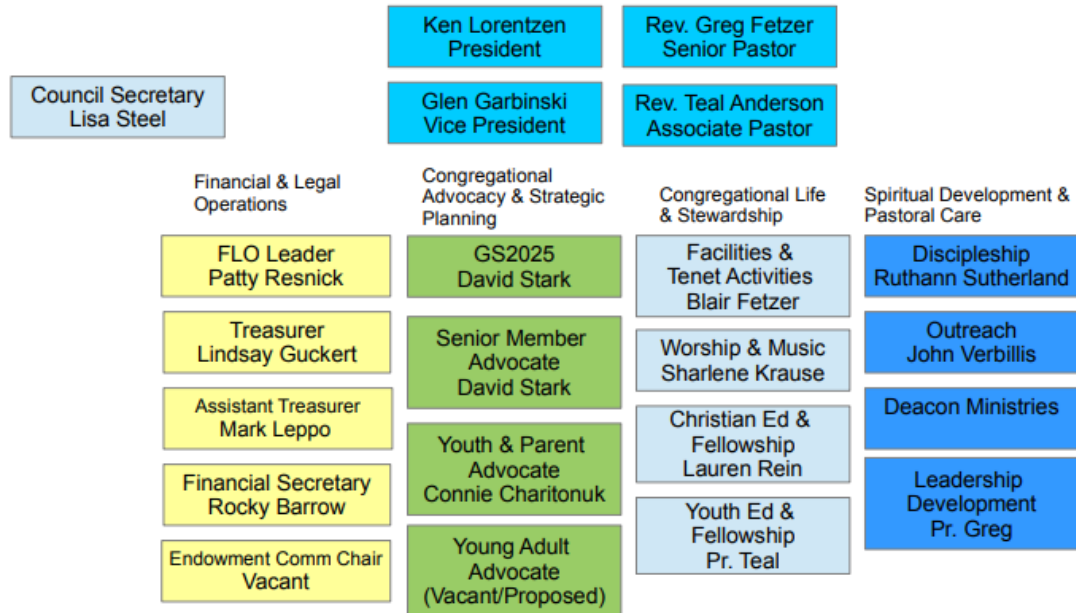 Ken Lorentzen
President
Rev. Greg Fetzer
Senior Pastor
Council Secretary
Lisa Steel
Glen Garbinski
Vice President
Rev. Teal Anderson
Associate Pastor
Financial & Legal
Operations
Congregational
Advocacy & Strategic
Planning
Congregational Life
& Stewardship
Spiritual Development &
Pastoral Care
FLO Leader
Patty Resnick
Treasurer
Lindsay Guckert
Assistant Treasurer
Mark Leppo
Financial Secretary
Rocky Barrow
Endowment Comm Chair
Vacant
GS2025
David Stark
Senior Member
Advocate
David Stark
Youth & Parent
Advocate
Connie Charitonuk
Young Adult
Advocate
(Vacant/Proposed)
Facilities &
Tenet Activities
Blair Fetzer
Worship & Music
Sharlene Krause
Christian Ed &
Fellowship
Lauren Rein
Youth Ed &
Fellowship
Pr. Teal
Discipleship
Ruthann Sutherland
Outreach
John Verbillis
Deacon Ministries
Leadership
Development
Pr. Greg